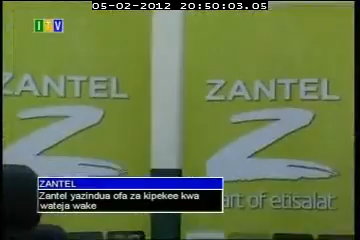 05-02-2012 20:50:03.05
ITV
ZANTEL
ZANTEL
Z
Z
art of etisalat
ZANTEL
Zantel yazindua ofa za kipekee kwa
wateja wake